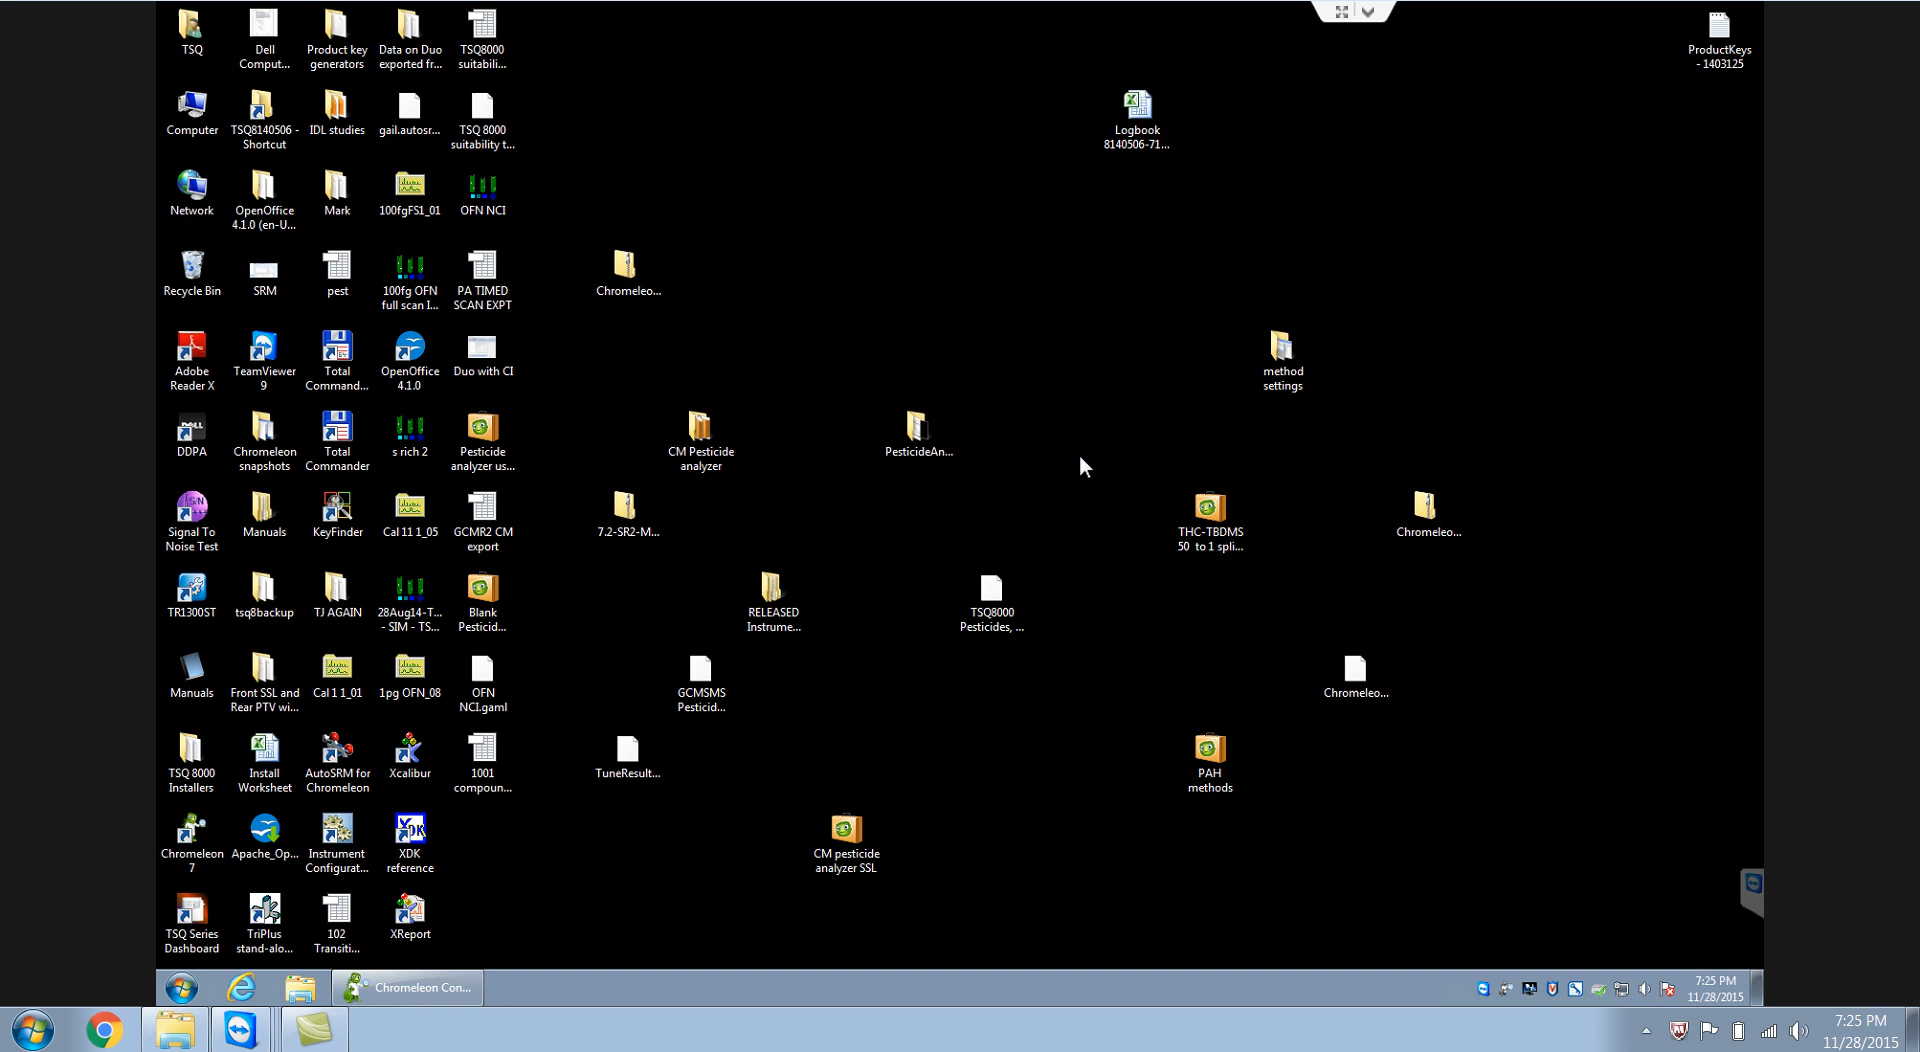 TSQ
Dell
Comput...
Product key
generators
Data on Duo
exported fr...
TSQ8000
suitabili...
ProductKeys
- 1403125
Computer
TSQ8140506 -
Shortcut
IDL studies
gail.autosr...
TSQ 8000
suitability t...
Logbook
8140506-71...
Network
OpenOffice
4.1.0 (en-U...
Mark
100fgFS1_01
OFN NCI
Recycle Bin
SRM
pest
100fg OFN
full scan I...
PA TIMED
SCAN EXPT
Chromeleo...
Adobe
Reader X
TeamViewer
9
Total
Command...
OpenOffice
4.1.0
Duo with CI
method
settings
DELL
DDPA
Chromeleon
snapshots
Total
Commander
s rich 2
Pesticide
analyzer us...
CM Pesticide
analyzer
PesticideAn...
S/N
Signal To
Noise Test
Manuals
KeyFinder
Cal 11 1_05
GCMR2 CM
export
7.2-SR2-M...
THC-TBDMS
50 to 1 spli...
Chromeleo...
TR1300ST
tsq8backup
TJ AGAIN
28Aug14-T...
- SIM - TS...
Blank
Pesticid...
RELEASED
Instrume...
TSQ8000
Pesticides, ...
Manuals
Front SSL and
Rear PTV wi...
Cal 1 1_01
1pg OFN_08
OFN
NCI.gaml
GCMSMS
Pesticid...
Chromeleo...
TSQ 8000
Installers
Install
Worksheet
AutoSRM for
Chromeleon
Xcalibur
1001
compoun...
TuneResult...
PAH
methods
Chromeleon
7
Apache_Op...
Instrument
Configurat...
XDK
XDK
reference
CM pesticide
analyzer SSL
TSQ Series
Dashboard
TriPlus
stand-alo...
102
Transiti...
XReport
Chromeleon Con...
7:25 PM
11/28/2015
7:25 PM
11/28/2015